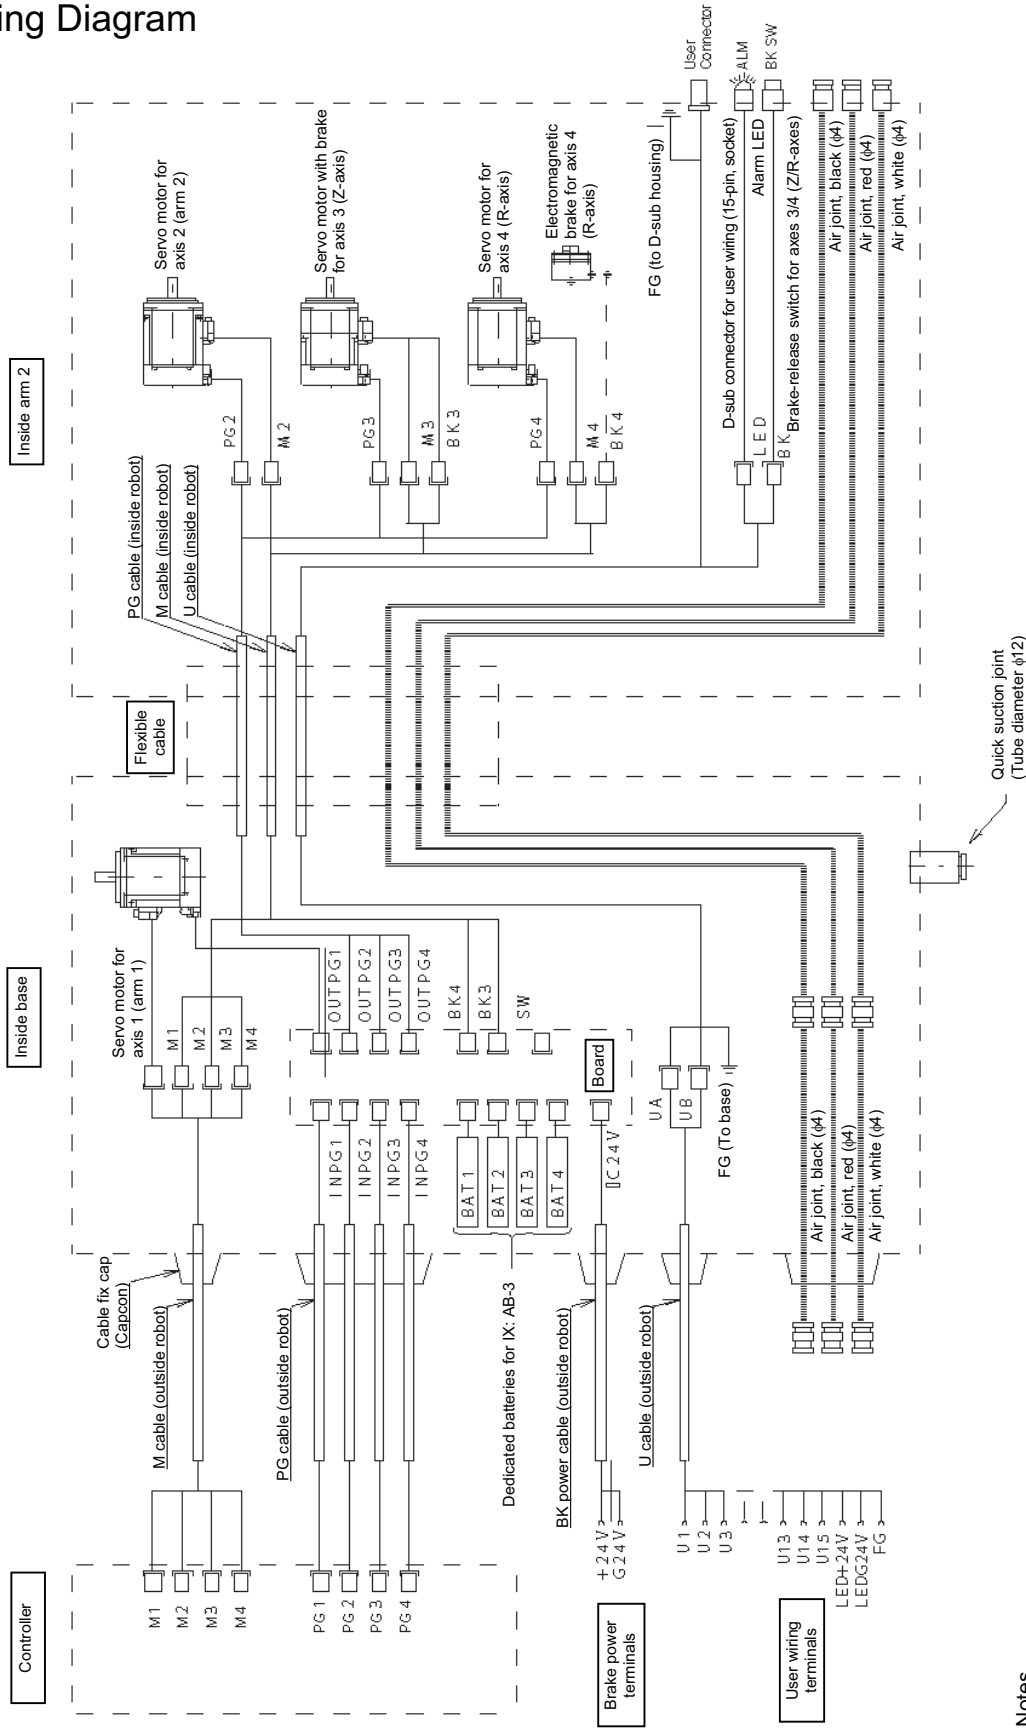 ing Diagram
Controller
M1
M2
M3
M4
PG1
PG2
PG3
PG4
Brake power
terminals
+24V
G24V
User wiring
terminals
U1
U2
U3
U13
U14
U15
LED+24V
LEDG24V
FG
Cable fix cap
(Capcon)
M cable (outside robot)
PG cable (outside robot)
Dedicated batteries for IX: AB-3
BK power cable (outside robot)
U cable (outside robot)
Inside base
Servo motor for
axis 1 (arm 1)
M1
M2
M3
M4
INPG1
INPG2
INPG3
INPG4
BAT1
BAT2
BAT3
BAT4
DC24V
OUTPG1
OUTPG2
OUTPG3
OUTPG4
BK4
BK3
SW
Board
UA
UB
FG (To base)
Air joint, black (ϕ4)
Air joint, red (ϕ4)
Air joint, white (ϕ4)
Flexible
cable
Quick suction joint
(Tube diameter ϕ12)
Inside arm 2
PG cable (inside robot)
M cable (inside robot)
U cable (inside robot)
PG2
M2
PG3
M3
BK3
PG4
M4
BK4
LED
BK
Servo motor for
axis 2 (arm 2)
Servo motor with brake
for axis 3 (Z-axis)
Servo motor for
axis 4 (R-axis)
Electromagnetic
brake for axis 4
(R-axis)
FG (to D-sub housing)
D-sub connector for user wiring (15-pin, socket)
Alarm LED
Brake-release switch for axes 3/4 (Z/R-axes)
Air joint, black (ϕ4)
Air joint, red (ϕ4)
Air joint, white (ϕ4)
User
Connector
ALM
BK SW
Notes